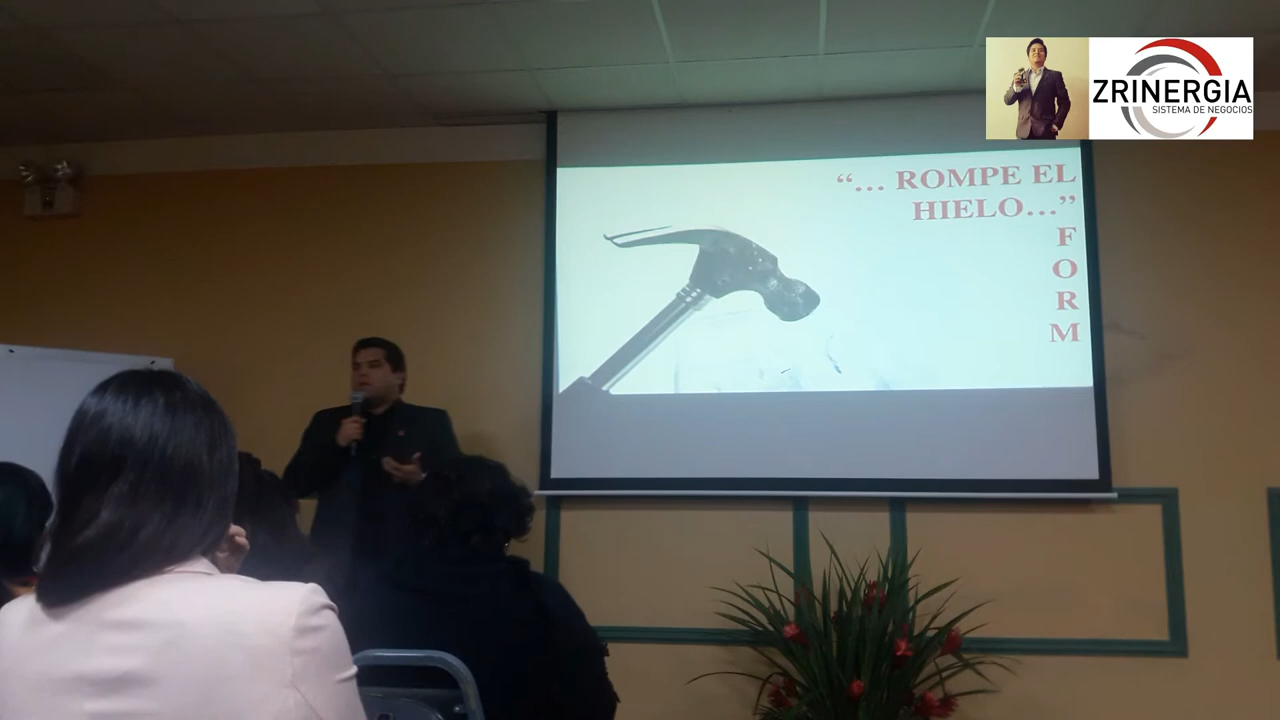 ZRINERGIA
SISTEMA DE NEGOCIOS
“... ROMPE EL
HIELO...”
F
O
R
M